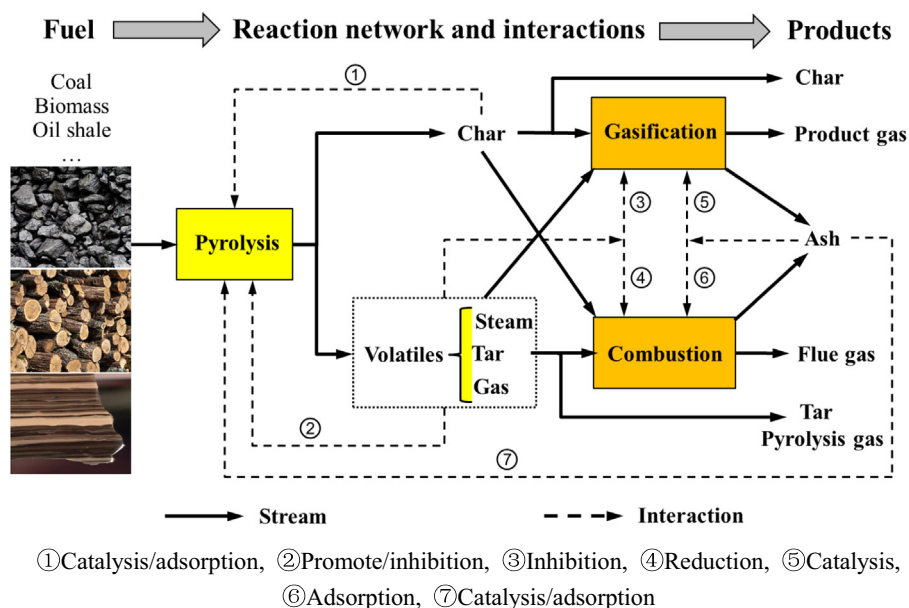 Fuel
Reaction network and interactions
Products
Coal
Biomass
Oil shale
…
①
Char
Char
Gasification
Product gas
③
⑤
Pyrolysis
Ash
④
⑥
Volatiles
Steam
Tar
Gas
Combustion
Flue gas
②
Tar
Pyrolysis gas
⑦
Stream
Interaction
①Catalysis/adsorption, ②Promote/inhibition, ③Inhibition, ④Reduction, ⑤Catalysis,
⑥Adsorption, ⑦Catalysis/adsorption